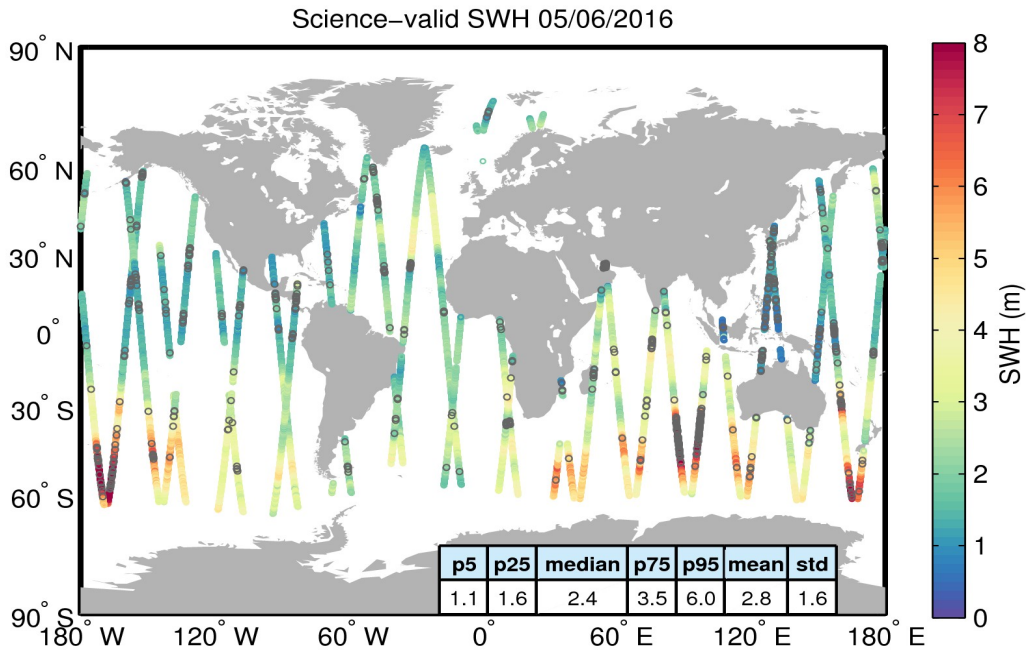 Science−valid SWH 05/06/2016
90° N
60° N
30° N
0°
30° S
60° S
90° S
180° W
120° W
60° W
0°
60° E
120° E
180° E
p5 p25 median p75 p95 mean std
1.1 1.6 2.4 3.5 6.0 2.8 1.6
8
7
6
5
4
3
2
1
0
SWH (m)